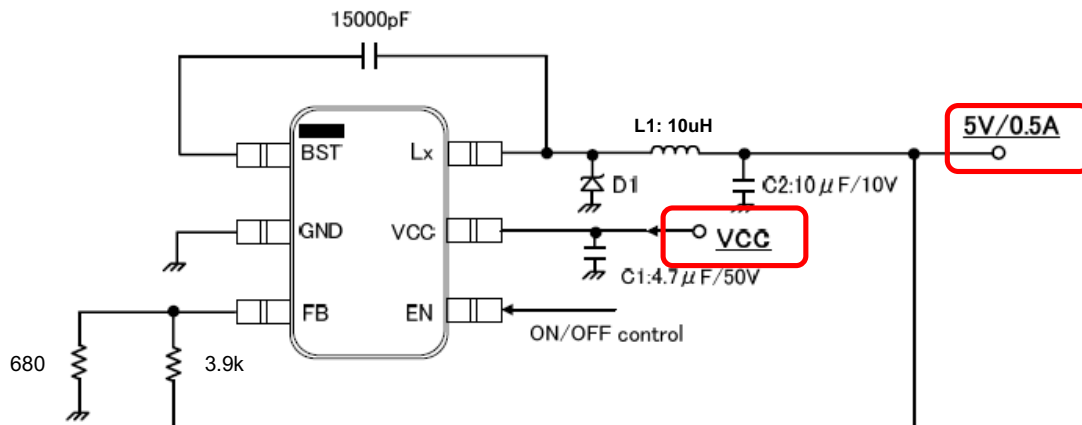 15000pF
L1: 10uH
5V/0.5A
BST
Lx
D1
C2:10μF/10V
GND
VCC
VCC
C1:4.7μF/50V
FB
EN
ON/OFF control
680
3.9k